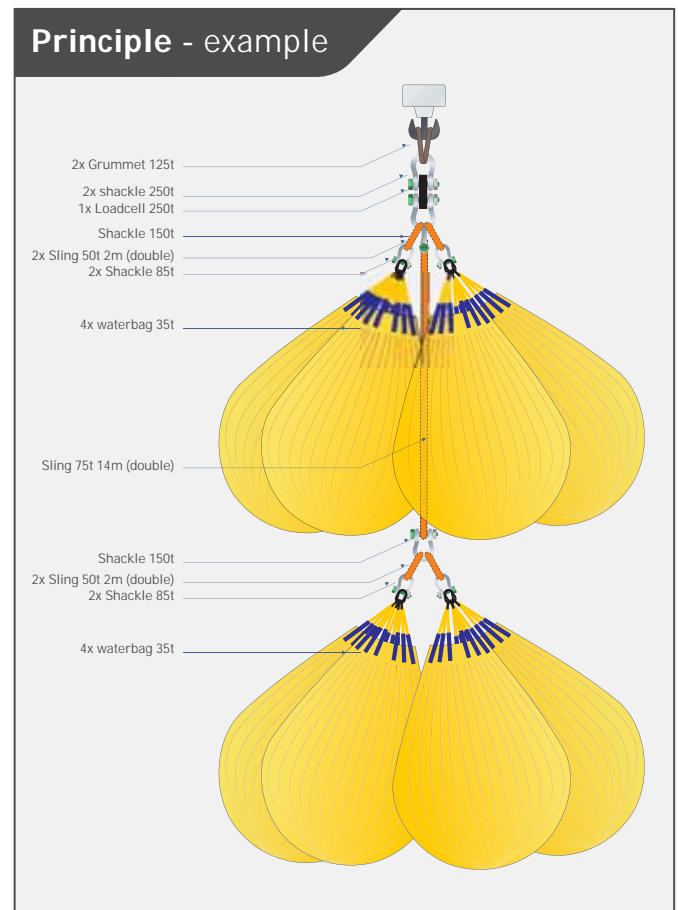 Principle - example
2x Grummet 125t
2x shackle 250t
1x Loadcell 250t
Shackle 150t
2x Sling 50t 2m (double)
2x Shackle 85t
4x waterbag 35t
Sling 75t 14m (double)
Shackle 150t
2x Sling 50t 2m (double)
2x Shackle 85t
4x waterbag 35t